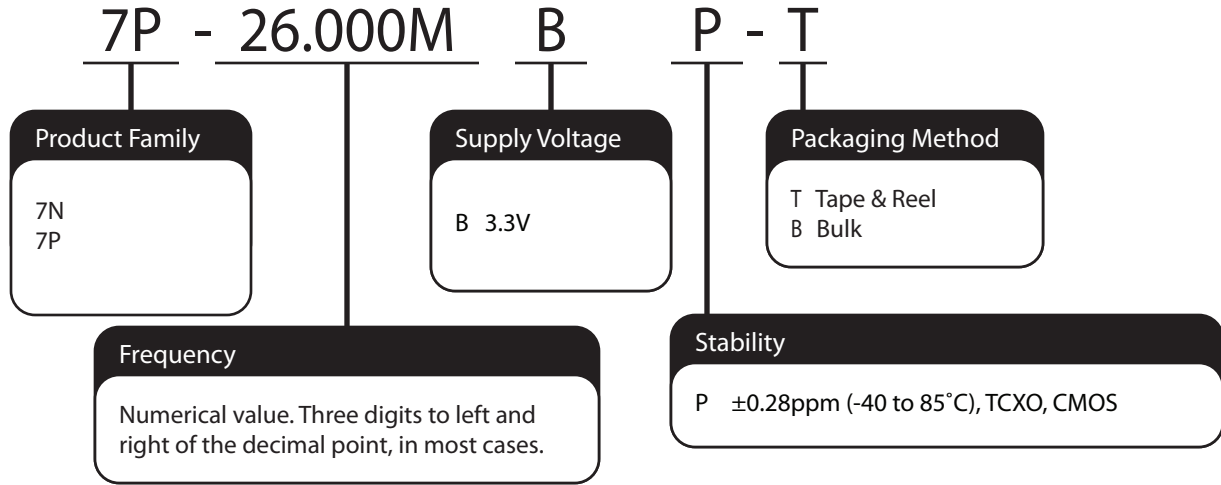 7P - 26.000M B P - T
Product Family
7N
7P
Supply Voltage
B 3.3V
Packaging Method
T Tape & Reel
B Bulk
Frequency
Numerical value. Three digits to left and
right of the decimal point, in most cases.
Stability
P ±0.28ppm (-40 to 85˚C), TCXO, CMOS